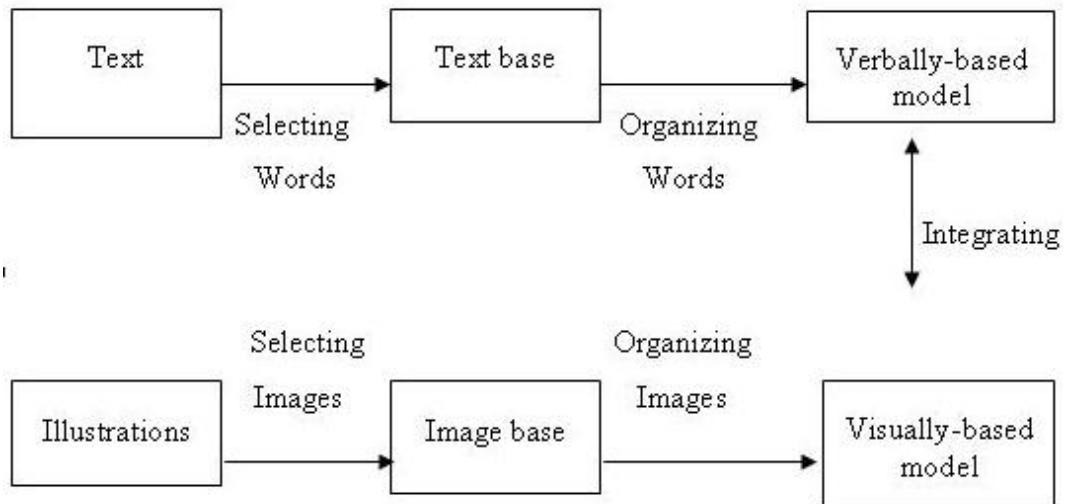 Text
Text base
Verbally-based
model
Selecting
Words
Organizing
Words
Integrating
Selecting
Images
Organizing
Images
Illustrations
Image base
Visually-based
model